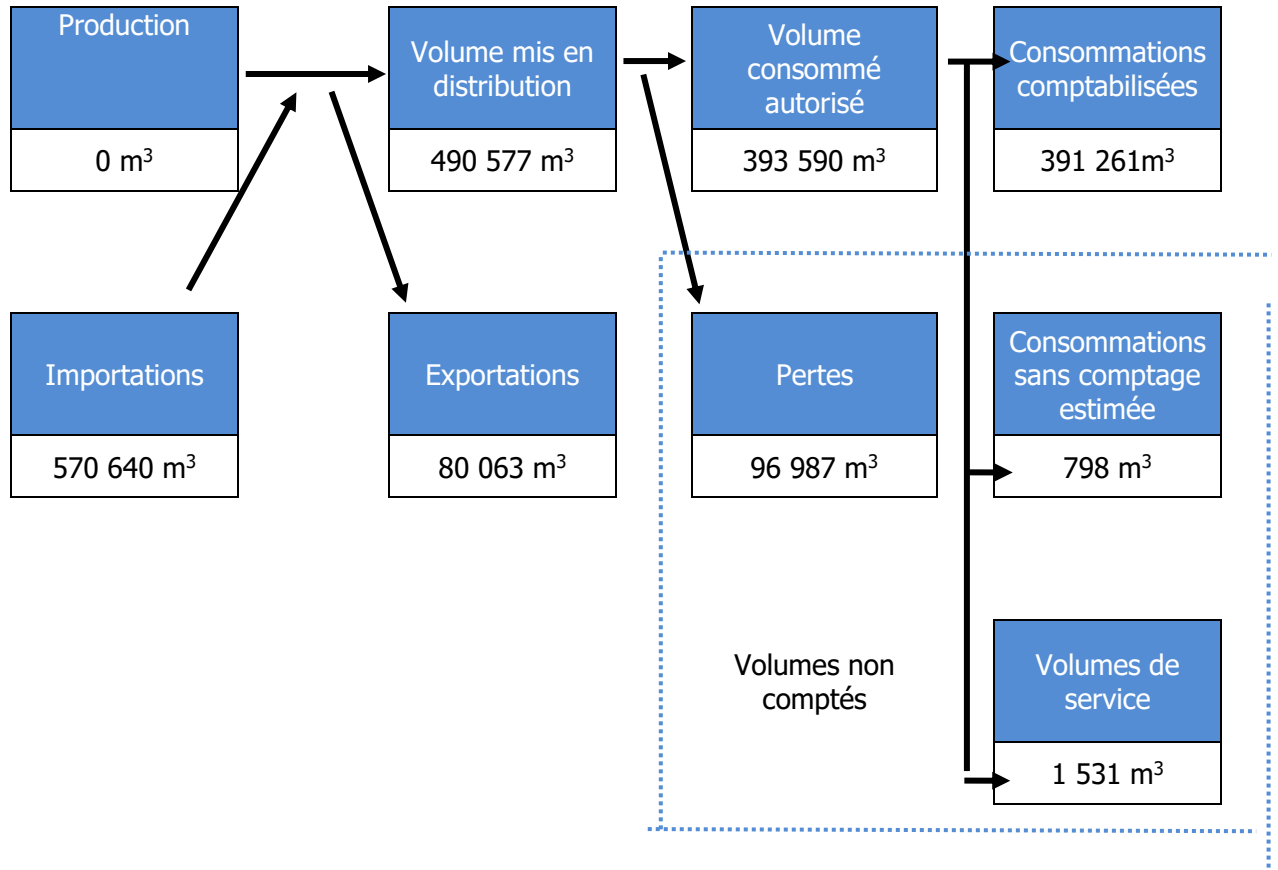 Production
0 m³
Volume mis en
distribution
490 577 m³
Volume
consommé
autorisé
393 590 m³
Consommations
comptabilisées
391 261m³
Importations
570 640 m³
Exportations
80 063 m³
Pertes
96 987 m³
Consommations
sans comptage
estimée
798 m³
Volumes non
comptés
Volumes de
service
1 531 m³